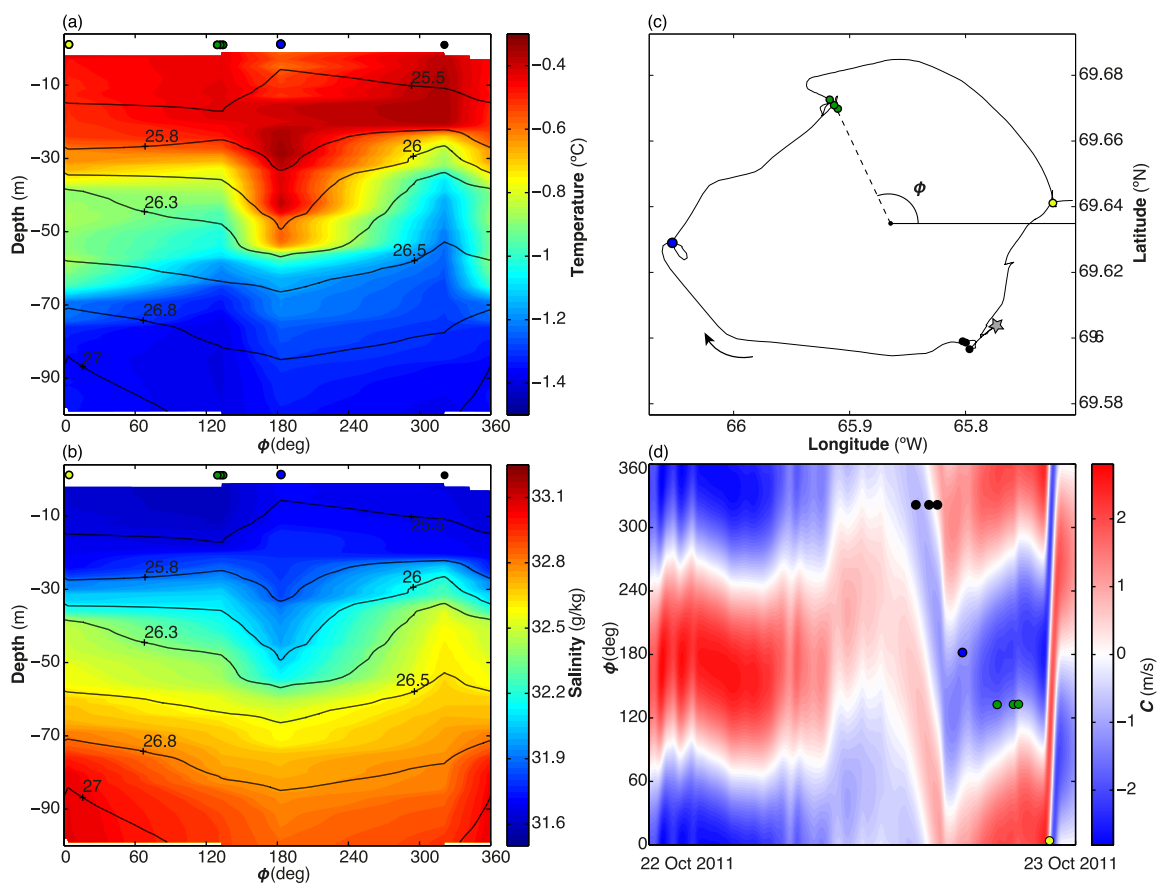 (a)
−10
−30
−50
−70
−90
Depth (m)
25.5
25.8
26
26.3
26.5
26.8
27
0 60 120 180 240 300 360
ϕ(deg)
−0.4
−0.6
−0.8
−1
−1.2
−1.4
Temperature (ºC)
(c)
ϕ
69.68
69.66
69.64
69.62
69.6
69.58
Latitude (ºN)
66 65.9 65.8
Longitude (ºW)
(b)
−10
−30
−50
−70
−90
Depth (m)
25.8
26
26.3
26.5
26.8
27
0 60 120 180 240 300 360
ϕ(deg)
33.1
32.8
32.5
32.2
31.9
31.6
Salinity (g/kg)
(d)
360
300
240
180
120
60
0
ϕ(deg)
22 Oct 2011 23 Oct 2011
2
1
0
−1
−2
C (m/s)